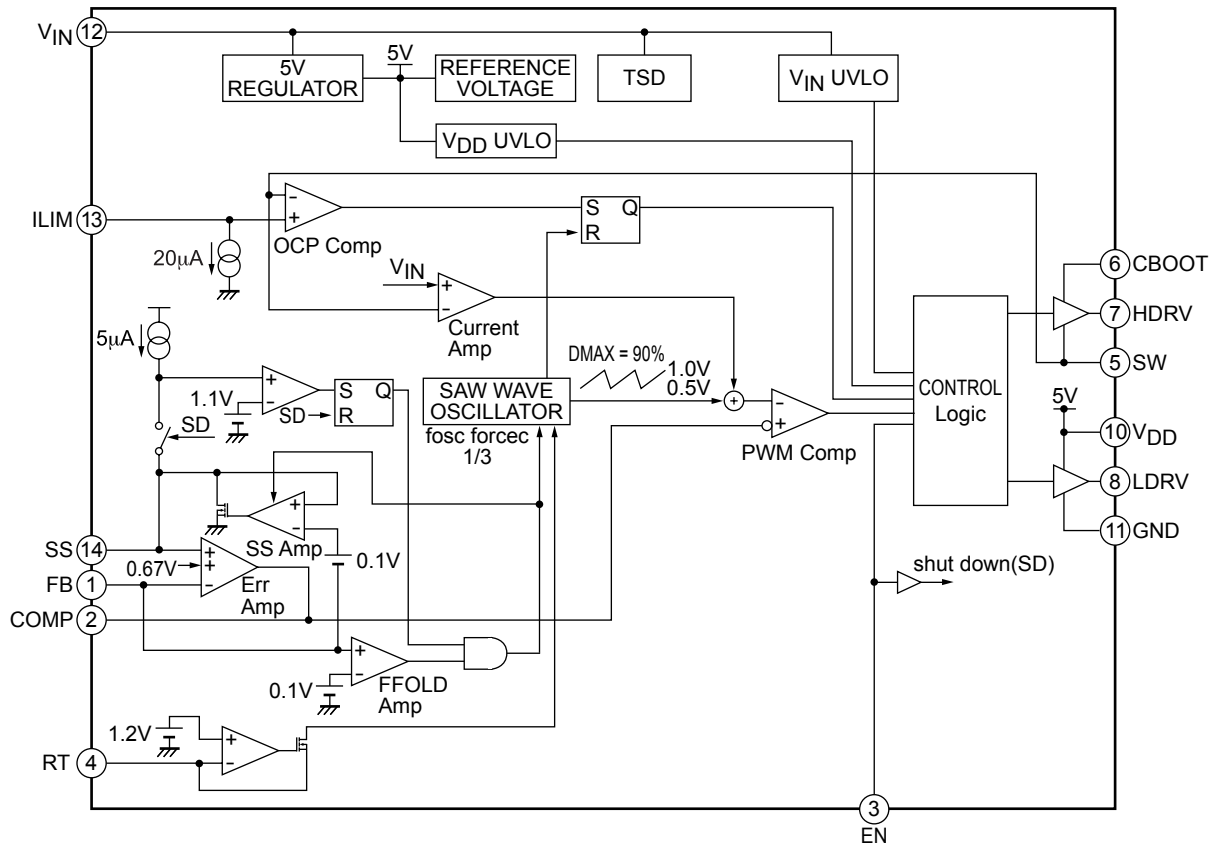 VIN 12
5V
REGULATOR
5V
REFERENCE
VOLTAGE
TSD
VIN UVLO
VDD UVLO
ILIM 13
-
+
OCP Comp
S Q
R
20μA
VIN
+
-
Current
Amp
5μA
+
-
1.1V
S Q
R
SD
SD
DMAX = 90%
1.0V
0.5V
SAW WAVE
OSCILLATOR
fosc forcec
1/3
+
-
+
PWM Comp
CONTROL
Logic
6 CBOOT
7 HDRV
5 SW
5V
10 VDD
8 LDRV
11 GND
+
-
SS Amp
0.1V
SS 14
FB 1
COMP 2
0.67V
+
+
-
Err
Amp
shut down(SD)
+
-
0.1V
FFOLD
Amp
1.2V
+
-
RT 4
3
EN